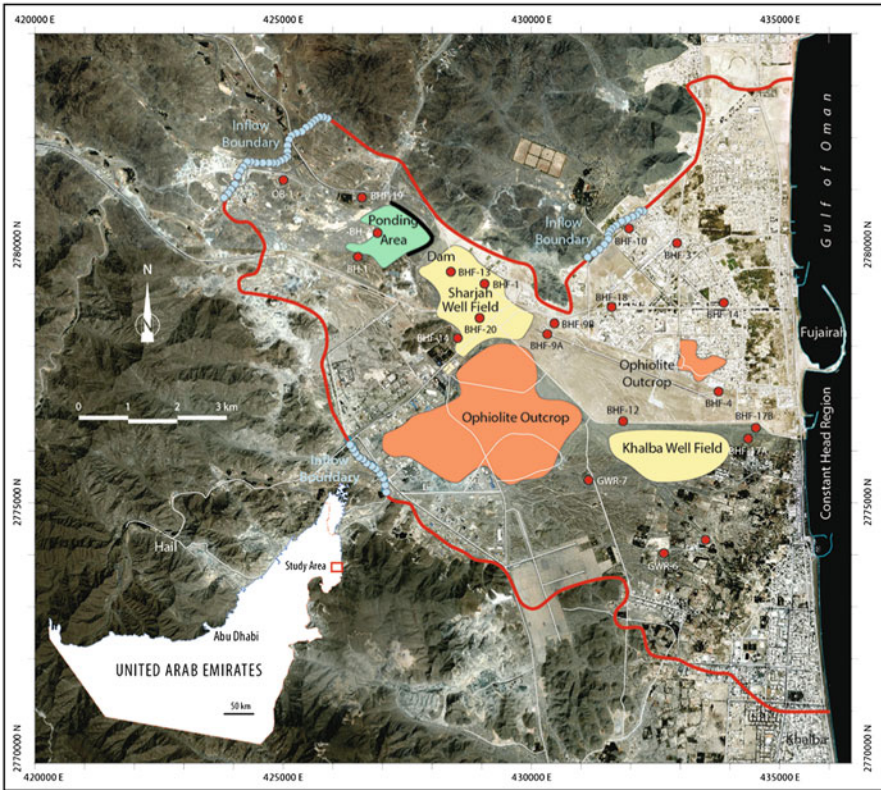 420000 E
425000 E
430000 E
435000 E
Gulf of Oman
Inflow
Boundary
OB-1
BHF-19
Ponding
Area
BH-1
Dam
BHF-13
BHF-1
Sharjah
Well Field
BHF-20
BHF-14
Inflow
Boundary
BHF-10
BHF-3
BHF-18
BHF-14
BHF-9B
BHF-9A
Fujairah
Ophiolite
Outcrop
BHF-4
Ophiolite Outcrop
BHF-12
BHF-17B
BHF-17A
Khalba Well Field
Constant Head Region
GWR-7
GWR-6
Inflow
Boundary
N
N
0 1 2 3 km
2780000 N
2775000 N
2770000 N
2780000 N
2775000 N
2770000 N
Hail
Study Area
Abu Dhabi
UNITED ARAB EMIRATES
50 km
Khalba
420000 E
425000 E
430000 E
435000 E